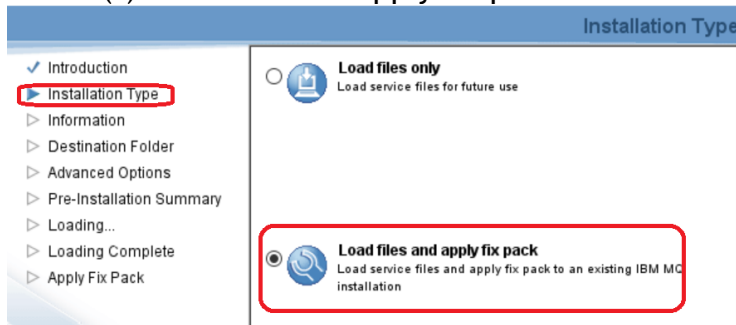 Installation Type
Introduction
Installation Type
Information
Destination Folder
Advanced Options
Pre-Installation Summary
Loading...
Loading Complete
Apply Fix Pack
Load files only
Load service files for future use
Load files and apply fix pack
Load service files and apply fix pack to an existing IBM MQ
installation